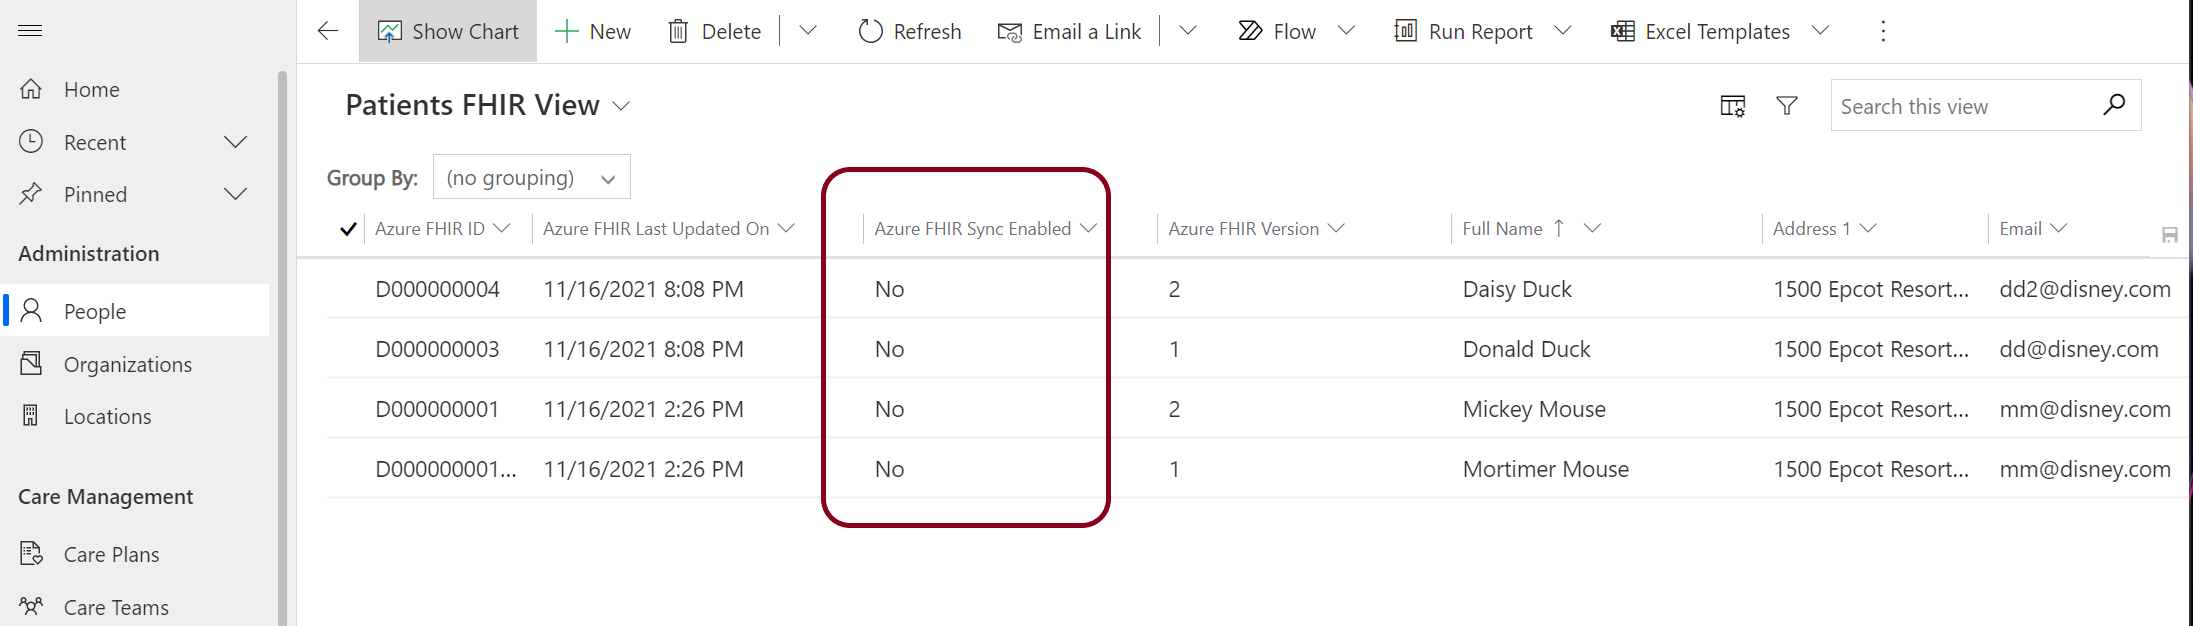 Show Chart New Delete Refresh Email a Link Flow Run Report Excel Templates
Home
Recent
Pinned
Administration
People
Organizations
Locations
Care Management
Care Plans
Care Teams
Patients FHIR View
Search this view
Group By: (no grouping)
Azure FHIR ID Azure FHIR Last Updated On Azure FHIR Sync Enabled Azure FHIR Version Full Name ↑ Address 1 Email
D000000004 11/16/2021 8:08 PM No 2 Daisy Duck 1500 Epcot Resort... dd2@disney.com
D000000003 11/16/2021 8:08 PM No 1 Donald Duck 1500 Epcot Resort... dd@disney.com
D000000001 11/16/2021 2:26 PM No 2 Mickey Mouse 1500 Epcot Resort... mm@disney.com
D000000001... 11/16/2021 2:26 PM No 1 Mortimer Mouse 1500 Epcot Resort... mm@disney.com